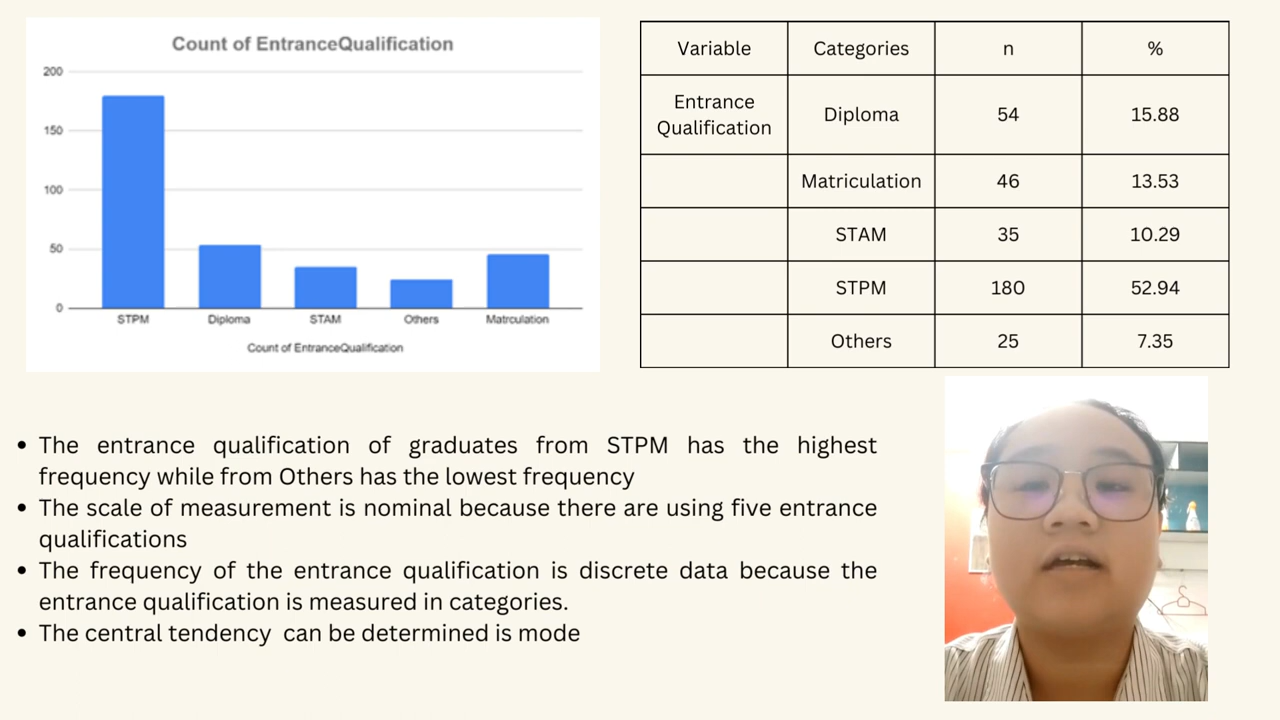 Count of EntranceQualification
200
150
100
50
0
STPM
Diploma
STAM
Others
Matrculation
Count of EntranceQualification
Variable Categories n %
Entrance
Qualification Diploma 54 15.88
Matriculation 46 13.53
STAM 35 10.29
STPM 180 52.94
Others 25 7.35
• The entrance qualification of graduates from STPM has the highest
frequency while from Others has the lowest frequency
• The scale of measurement is nominal because there are using five entrance
qualifications
• The frequency of the entrance qualification is discrete data because the
entrance qualification is measured in categories.
• The central tendency can be determined is mode